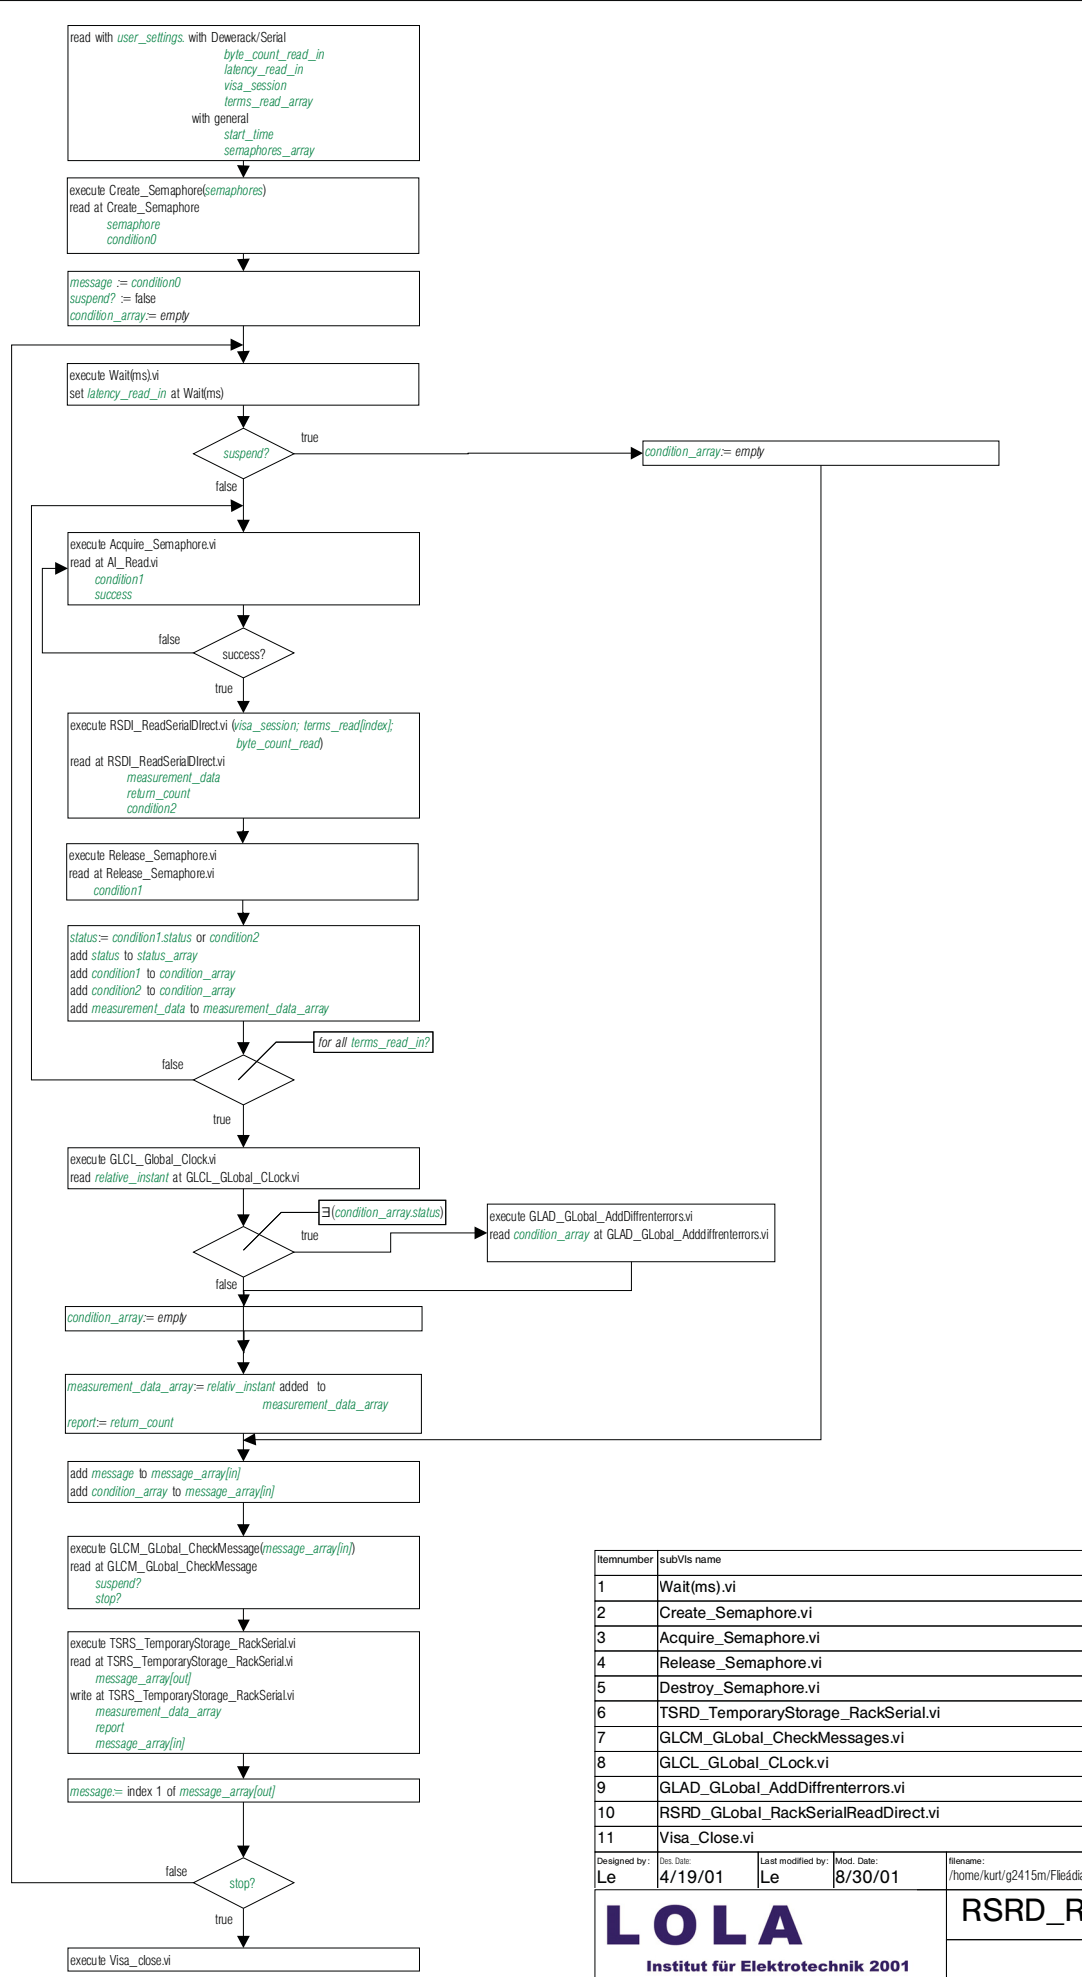 read with user_settings. with Dewerack/Serial
byte_count_read_in
latency_read_in
visa_session
terms_read_array
with general
start_time
semaphores_array
execute Create_Semaphore(semaphores)
read at Create_Semaphore
semaphore
condition0
message := condition0
suspend? := false
condition_array:= empty
execute Wait(ms).vi
set latency_read_in at Wait(ms)
suspend?
true
condition_array:= empty
false
execute Acquire_Semaphore.vi
read at AI_Read.vi
condition1
success
false
success?
true
execute RSDI_ReadSerialDIrect.vi (visa_session; terms_read[index];
byte_count_read)
read at RSDI_ReadSerialDIrect.vi
measurement_data
return_count
condition2
execute Release_Semaphore.vi
read at Release_Semaphore.vi
condition1
status:= condition1.status or condition2
add status to status_array
add condition1 to condition_array
add condition2 to condition_array
add measurement_data to measurement_data_array
for all terms_read_in?
false
true
execute GLCL_Global_Clock.vi
read relative_instant at GLCL_GLobal_CLock.vi
∃(condition_array.status)
true
execute GLAD_GLobal_AddDiffrenterrors.vi
read condition_array at GLAD_GLobal_Adddiffrenterrors.vi
false
condition_array:= empty
measurement_data_array:= relativ_instant added to
measurement_data_array
report:= return_count
add message to message_array[in]
add condition_array to message_array[in]
execute GLCM_GLobal_CheckMessage(message_array[in])
read at GLCM_GLobal_CheckMessage
suspend?
stop?
execute TSRS_TemporaryStorage_RackSerial.vi
read at TSRS_TemporaryStorage_RackSerial.vi
message_array[out]
write at TSRS_TemporaryStorage_RackSerial.vi
measurement_data_array
report
message_array[in]
message:= index 1 of message_array[out]
false
stop?
true
execute Visa_close.vi
Itemnumber subVIs name
1 Wait(ms).vi
2 Create_Semaphore.vi
3 Acquire_Semaphore.vi
4 Release_Semaphore.vi
5 Destroy_Semaphore.vi
6 TSRD_TemporaryStorage_RackSerial.vi
7 GLCM_GLobal_CheckMessages.vi
8 GLCL_GLobal_CLock.vi
9 GLAD_GLobal_AddDiffrenterrors.vi
10 RSRD_GLobal_RackSerialReadDirect.vi
11 Visa_Close.vi
Designed by: Des. Date: Last modified by: Mod. Date: filename:
Le 4/19/01 Le 8/30/01 /home/kurt/g2415m/Flieádia
LOLA RSRD_R
Institut für Elektrotechnik 2001